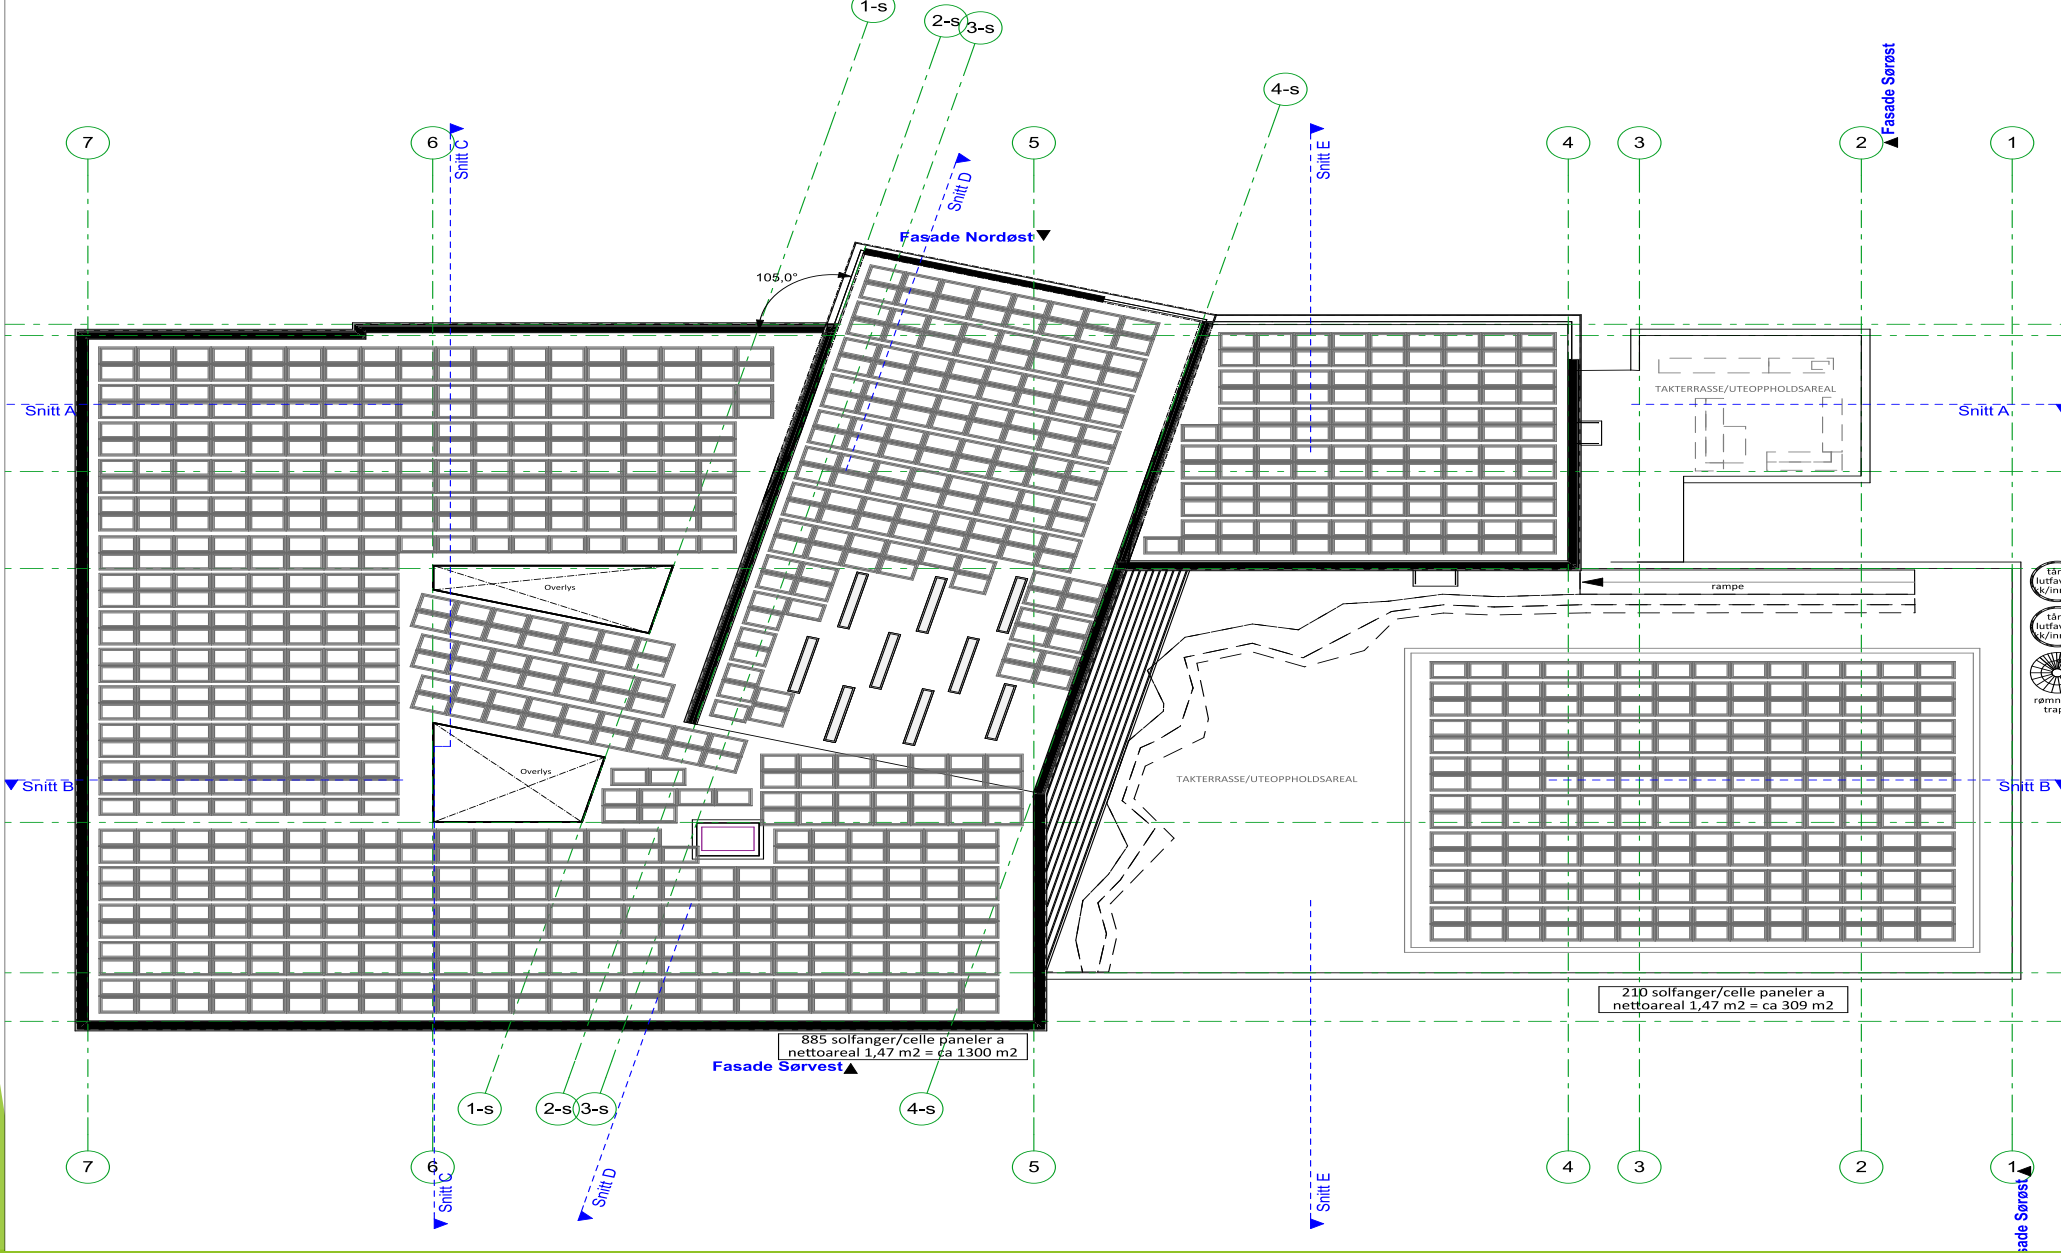 1-s
2-s
3-s
4-s
Fasade Sørøst
7
6
5
4
3
2
1
Snitt C
Snitt D
Snitt E
Fasade Nordøst
105,0°
TAKTERRASSE/UTEOPPHOLDSAREAL
Snitt A
Snitt A
Overlys
rampe
Overlys
TAKTERRASSE/UTEOPPHOLDSAREAL
Snitt B
Snitt B
210 solfanger/celle paneler a
nettoareal 1,47 m2 = ca 309 m2
885 solfanger/celle paneler a
nettoareal 1,47 m2 = ca 1300 m2
Fasade Sørvest
1-s
2-s
3-s
4-s
7
6
5
4
3
2
1
Snitt C
Snitt D
Snitt E
sade Sørøst